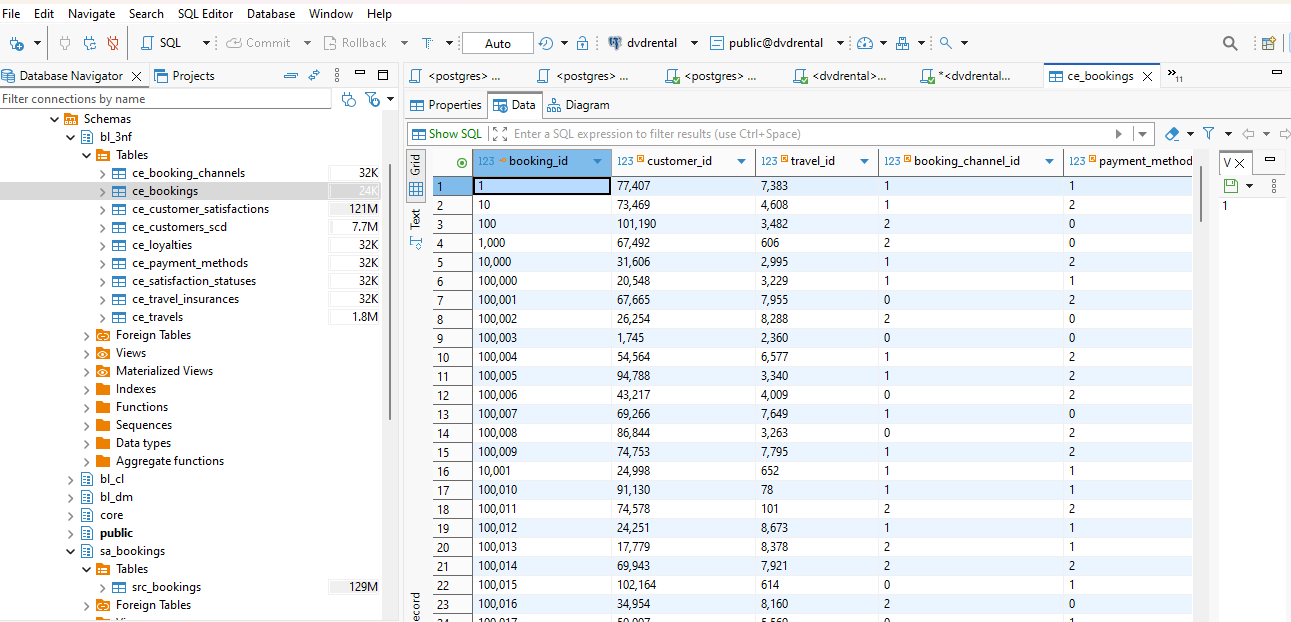 File Edit Navigate Search SQL Editor Database Window Help
SQL Commit Rollback T Auto dvdrental public@dvdrental
Database Navigator Projects
Filter connections by name
Schemas
bl_3nf
Tables
ce_booking_channels 32K
ce_bookings 24K
ce_customer_satisfactions 121M
ce_customers_scd 7.7M
ce_loyalties 32K
ce_payment_methods 32K
ce_satisfaction_statuses 32K
ce_travel_insurances 32K
ce_travels 1.8M
Foreign Tables
Views
Materialized Views
Indexes
Functions
Sequences
Data types
Aggregate functions
bl_cl
bl_dm
core
public
sa_bookings
Tables
src_bookings 129M
Foreign Tables
<postgres> ... <postgres> ... <postgres> ... <dvdrental>... *<dvdrental... ce_bookings »11
Properties Data Diagram
Show SQL Enter a SQL expression to filter results (use Ctrl+Space)
Grid
Text
123 booking_id 123 customer_id 123 travel_id 123 booking_channel_id 123 payment_method
1 1 77,407 7,383 1 1
2 10 73,469 4,608 1 2
3 100 101,190 3,482 2 0
4 1,000 67,492 606 2 0
5 10,000 31,606 2,995 1 2
6 100,000 20,548 3,229 1 1
7 100,001 67,665 7,955 0 2
8 100,002 26,254 8,288 2 0
9 100,003 1,745 2,360 0 0
10 100,004 54,564 6,577 1 2
11 100,005 94,788 3,340 1 2
12 100,006 43,217 4,009 0 2
13 100,007 69,266 7,649 1 0
14 100,008 86,844 3,263 0 2
15 100,009 74,753 7,795 1 2
16 10,001 24,998 652 1 1
17 100,010 91,130 78 1 1
18 100,011 74,578 101 2 2
19 100,012 24,251 8,673 1 1
20 100,013 17,779 8,378 2 1
21 100,014 69,943 7,921 2 2
22 100,015 102,164 614 0 1
23 100,016 34,954 8,160 2 0
V
1